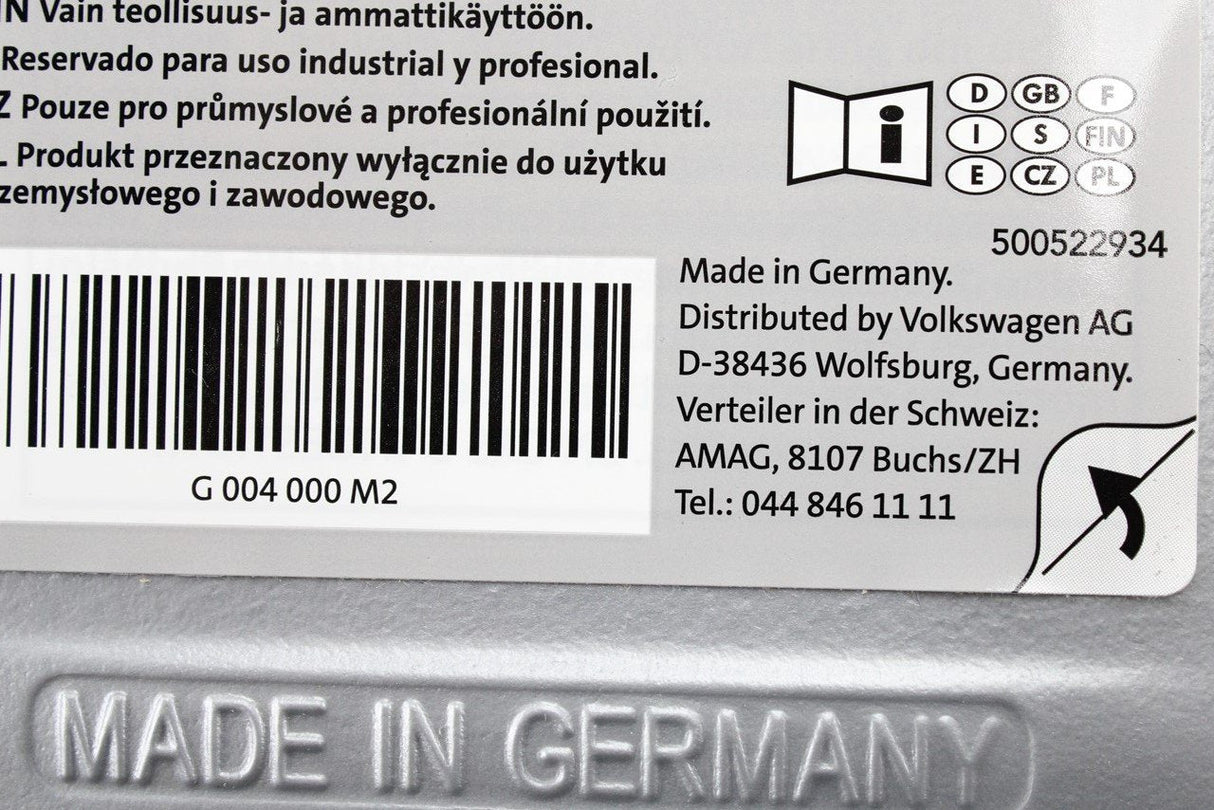 N Vain teollisuus- ja ammattikäyttöön.
Reservado para uso industrial y profesional.
Z Pouze pro průmyslové a profesionální použití.
L Produkt przeznaczony wyłącznie do użytku
zemysłowego i zawodowego.
i
D GB F
I S FIN
E CZ PL
500522934
Made in Germany.
Distributed by Volkswagen AG
D-38436 Wolfsburg, Germany.
Verteiler in der Schweiz:
AMAG, 8107 Buchs/ZH
Tel.: 044 846 11 11
G 004 000 M2
MADE IN GERMANY